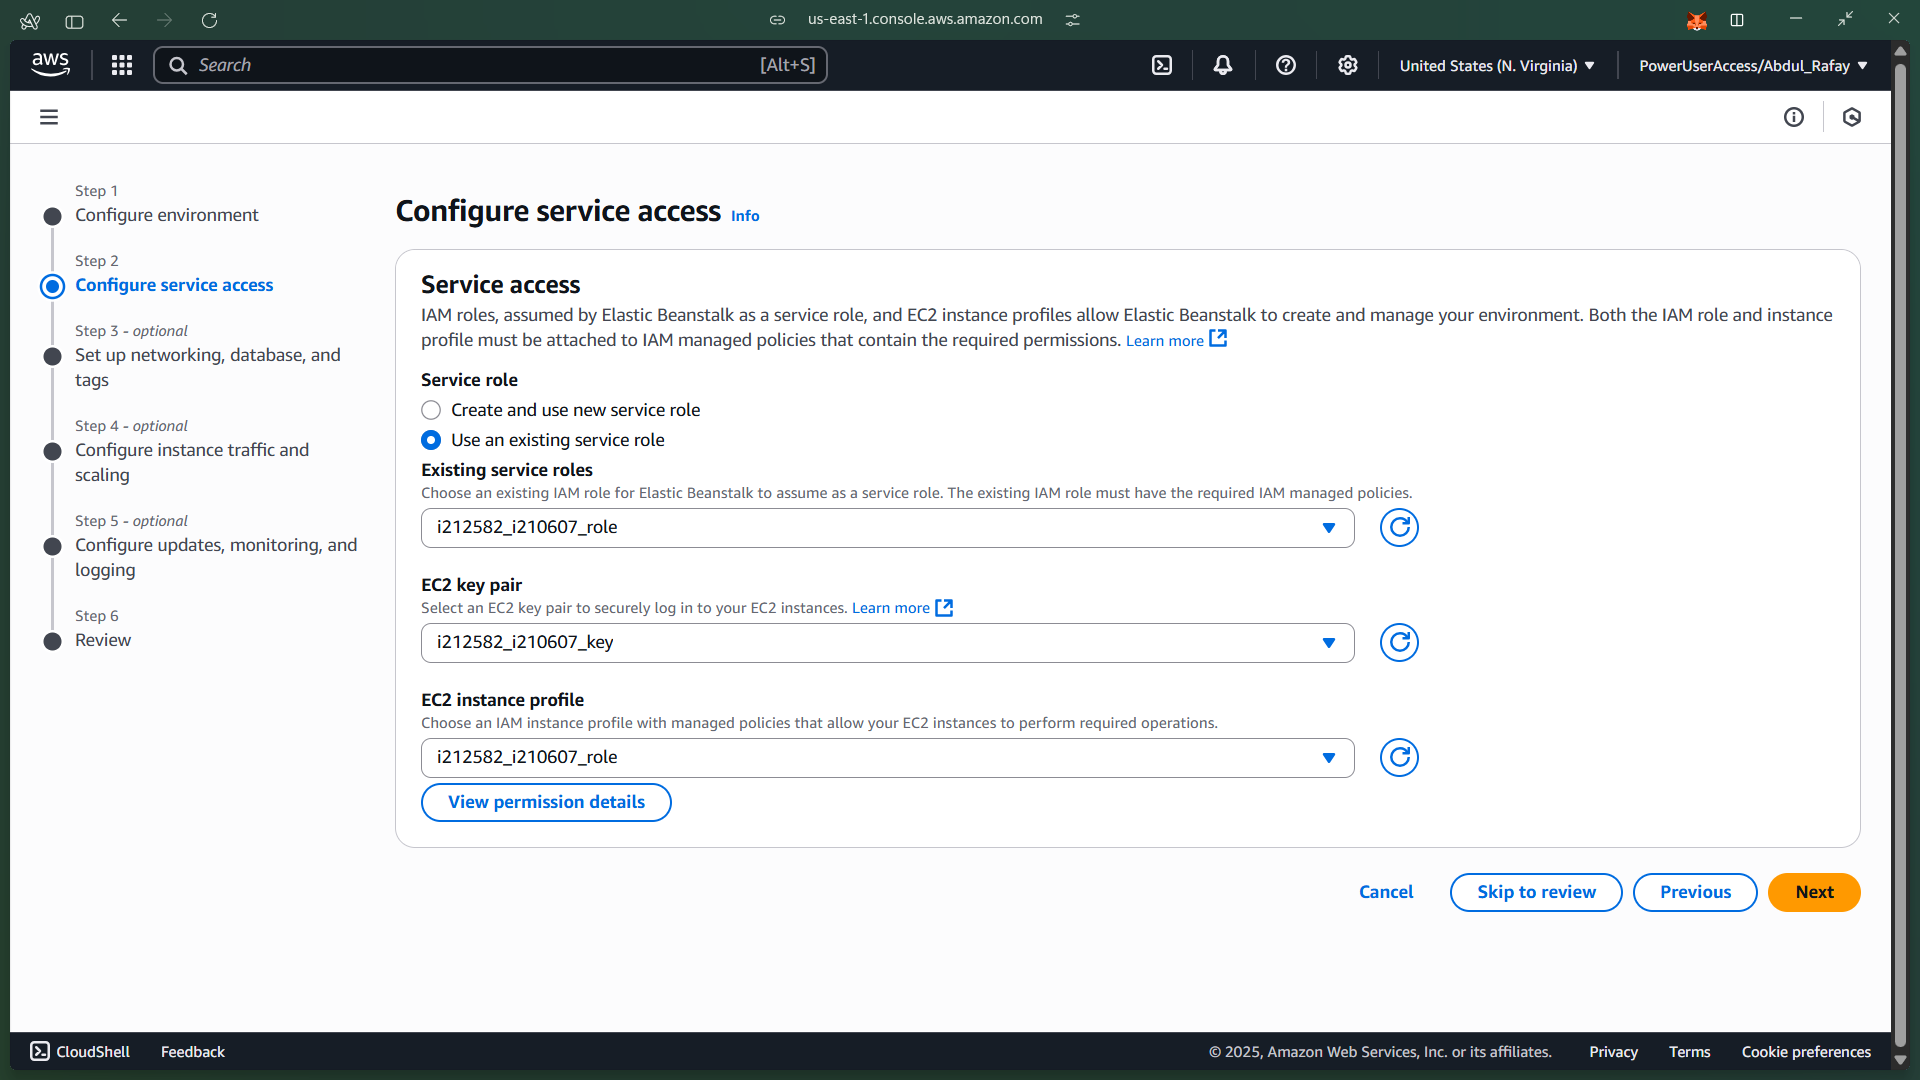 us-east-1.console.aws.amazon.com
aws
Search
[Alt+S]
United States (N. Virginia)
PowerUserAccess/Abdul_Rafay
Step 1
Configure environment
Step 2
Configure service access
Step 3 - optional
Set up networking, database, and
tags
Step 4 - optional
Configure instance traffic and
scaling
Step 5 - optional
Configure updates, monitoring, and
logging
Step 6
Review
Configure service access Info
Service access
IAM roles, assumed by Elastic Beanstalk as a service role, and EC2 instance profiles allow Elastic Beanstalk to create and manage your environment. Both the IAM role and instance
profile must be attached to IAM managed policies that contain the required permissions. Learn more
Service role
Create and use new service role
Use an existing service role
Existing service roles
Choose an existing IAM role for Elastic Beanstalk to assume as a service role. The existing IAM role must have the required IAM managed policies.
i212582_i210607_role
EC2 key pair
Select an EC2 key pair to securely log in to your EC2 instances. Learn more
i212582_i210607_key
EC2 instance profile
Choose an IAM instance profile with managed policies that allow your EC2 instances to perform required operations.
i212582_i210607_role
View permission details
Cancel
Skip to review
Previous
Next
CloudShell
Feedback
© 2025, Amazon Web Services, Inc. or its affiliates.
Privacy
Terms
Cookie preferences